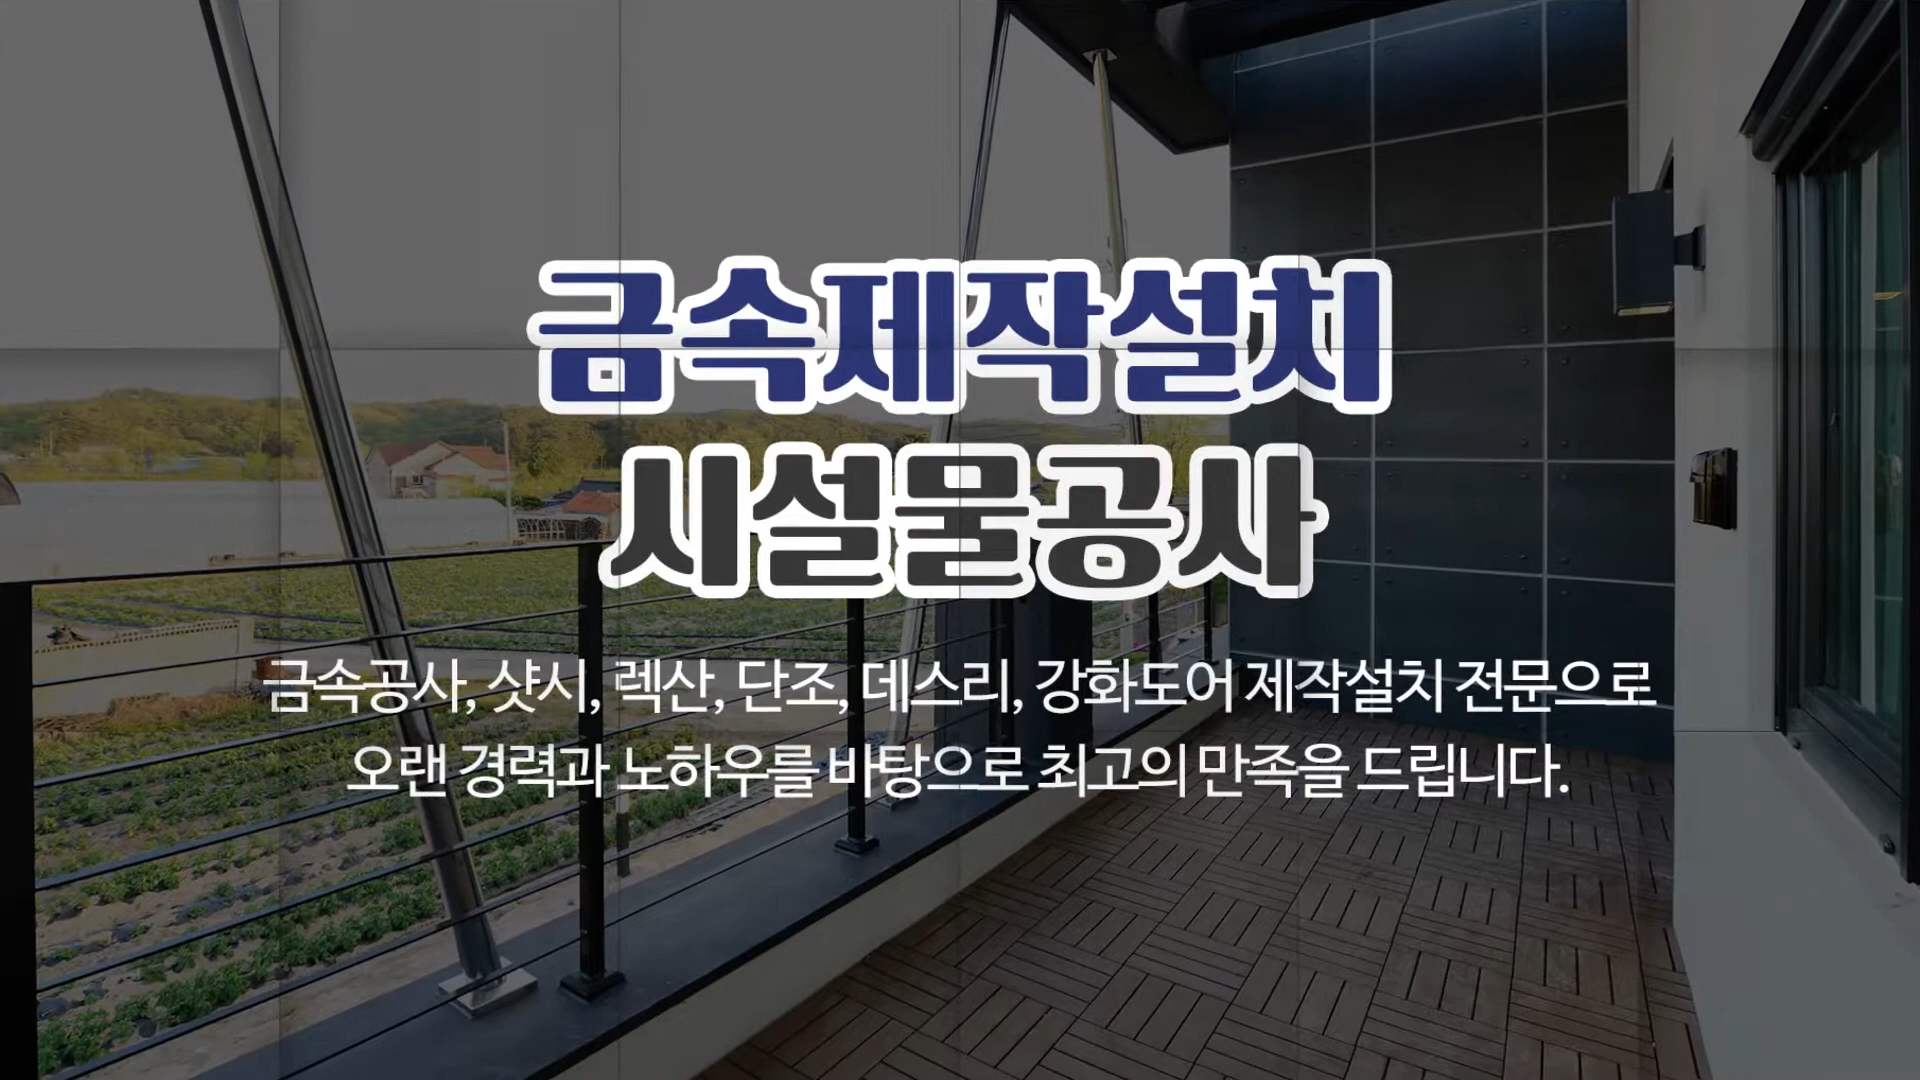 금속제작설치
시설물공사
금속공사, 샷시, 렉산, 단조, 데스리, 강화도어 제작설치 전문으로
오랜 경력과 노하우를 바탕으로 최고의 만족을 드립니다.